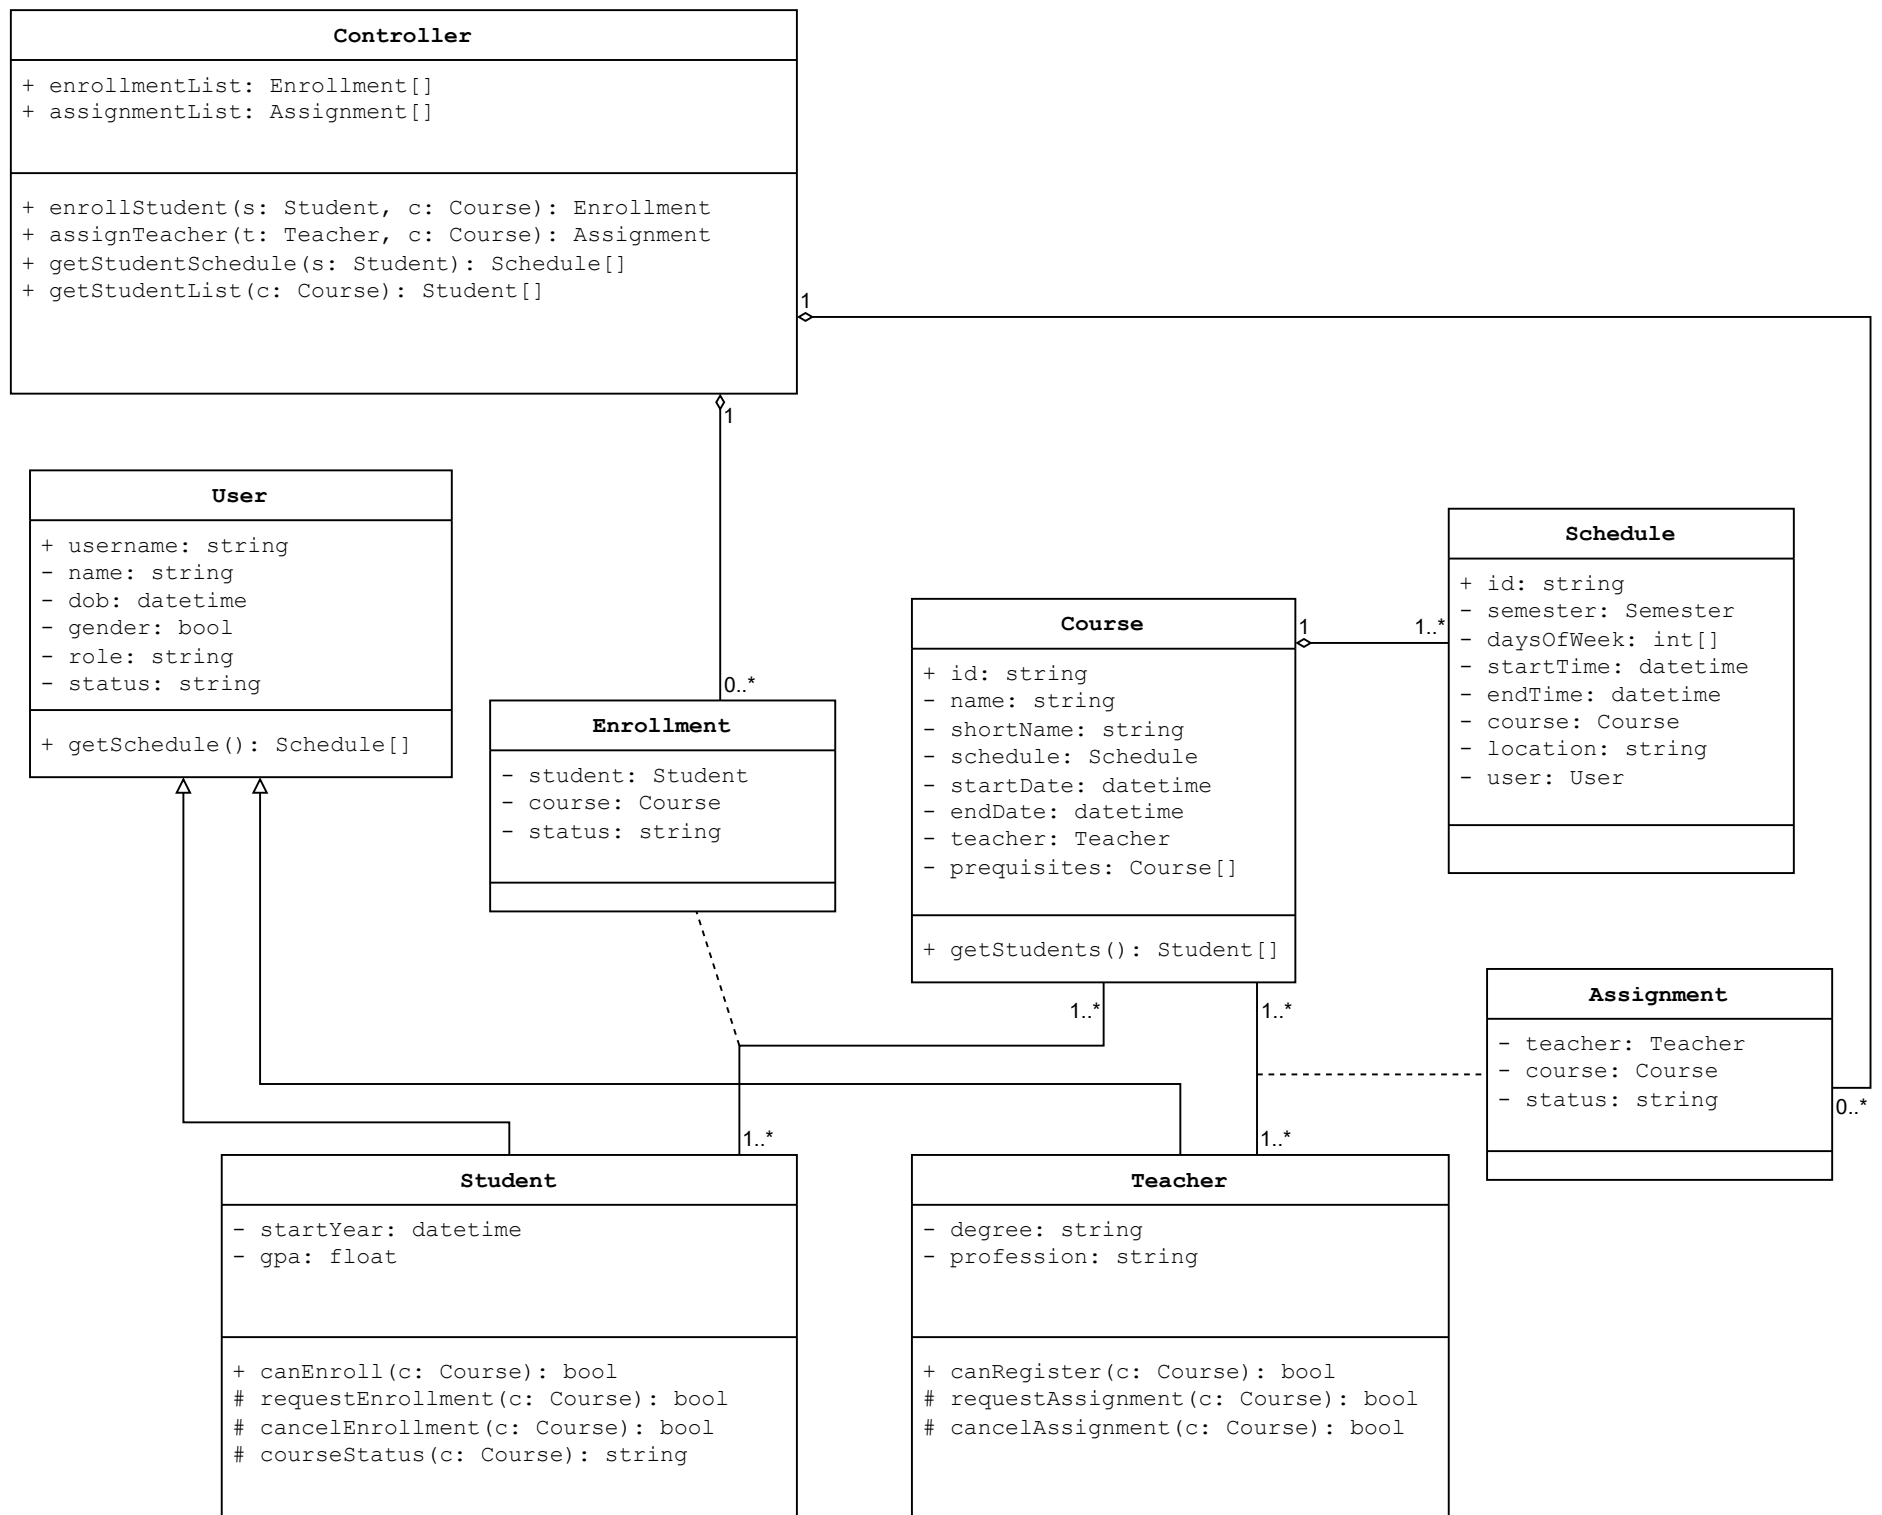 Controller
+ enrollmentList: Enrollment[]
+ assignmentList: Assignment[]
+ enrollStudent(s: Student, c: Course): Enrollment
+ assignTeacher(t: Teacher, c: Course): Assignment
+ getStudentSchedule(s: Student): Schedule[]
+ getStudentList(c: Course): Student[]
1
1
User
+ username: string
- name: string
- dob: datetime
- gender: bool
- role: string
- status: string
+ getSchedule(): Schedule[]
0..*
Enrollment
- student: Student
- course: Course
- status: string
Course
+ id: string
- name: string
- shortName: string
- schedule: Schedule
- startDate: datetime
- endDate: datetime
- teacher: Teacher
- prequisites: Course[]
+ getStudents(): Student[]
1
1..*
Schedule
+ id: string
- semester: Semester
- daysOfWeek: int[]
- startTime: datetime
- endTime: datetime
- course: Course
- location: string
- user: User
1..*
1..*
Assignment
- teacher: Teacher
- course: Course
- status: string
0..*
1..*
1..*
Student
- startYear: datetime
- gpa: float
+ canEnroll(c: Course): bool
# requestEnrollment(c: Course): bool
# cancelEnrollment(c: Course): bool
# courseStatus(c: Course): string
Teacher
- degree: string
- profession: string
+ canRegister(c: Course): bool
# requestAssignment(c: Course): bool
# cancelAssignment(c: Course): bool